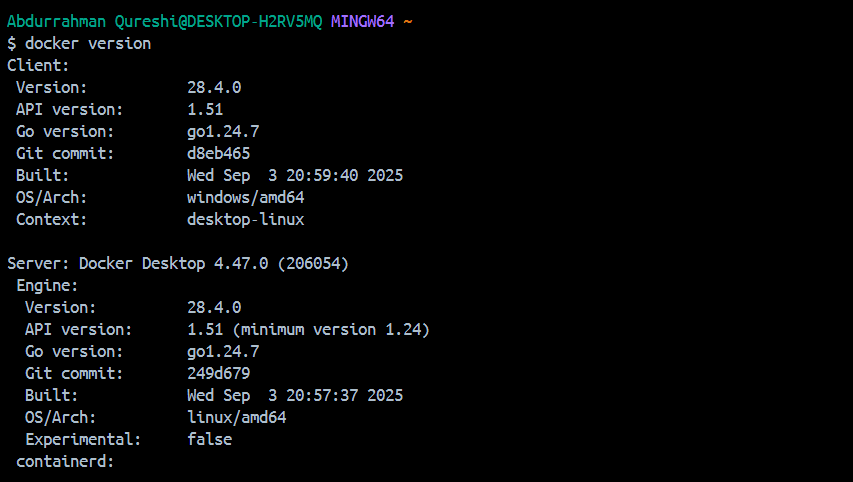 Abdurrahman Qureshi@DESKTOP-H2RV5MQ MINGW64 ~
$ docker version
Client:
 Version:           28.4.0
 API version:       1.51
 Go version:        go1.24.7
 Git commit:        d8eb465
 Built:             Wed Sep  3 20:59:40 2025
 OS/Arch:           windows/amd64
 Context:           desktop-linux

Server: Docker Desktop 4.47.0 (206054)
 Engine:
  Version:          28.4.0
  API version:      1.51 (minimum version 1.24)
  Go version:       go1.24.7
  Git commit:       249d679
  Built:            Wed Sep  3 20:57:37 2025
  OS/Arch:          linux/amd64
  Experimental:     false
 containerd: